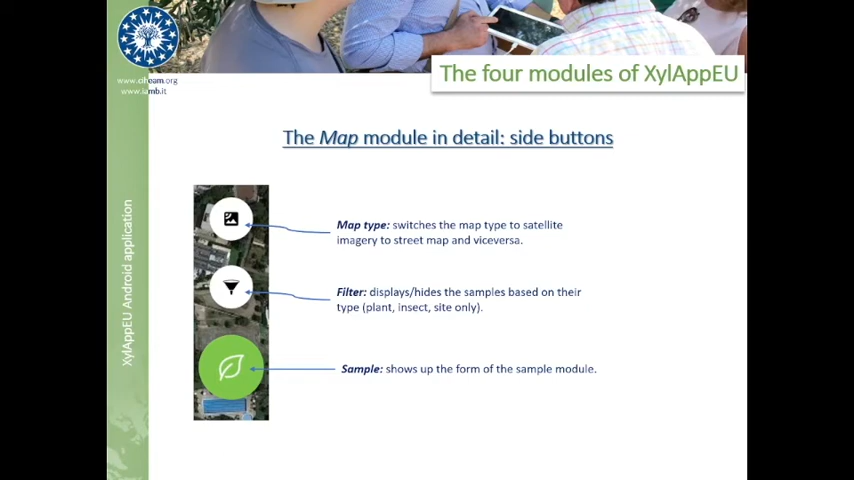 The four modules of XylAppEU
www.ciheam.org
www.iamb.it
The Map module in detail: side buttons
Map type: switches the map type to satellite
imagery to street map and viceversa.
Filter: displays/hides the samples based on their
type (plant, insect, site only).
Sample: shows up the form of the sample module.
XylAppEU Android application